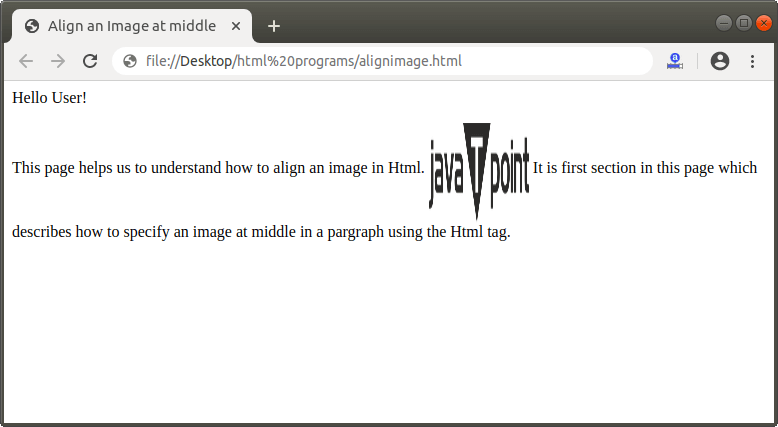 Align an Image at middle
file://Desktop/html%20programs/alignimage.html
a
Hello User!
This page helps us to understand how to align an image in Html. java T point It is first section in this page which
describes how to specify an image at middle in a pargraph using the Html tag.